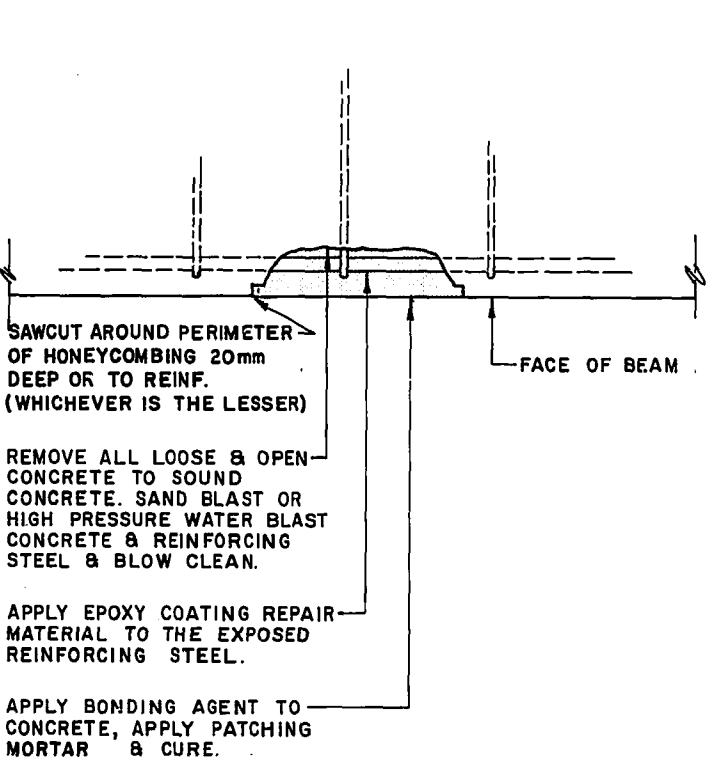 SAWCUT AROUND PERIMETER
OF HONEYCOMBING 20mm
DEEP OR TO REINF.
(WHICHEVER IS THE LESSER)
FACE OF BEAM
REMOVE ALL LOOSE & OPEN
CONCRETE TO SOUND
CONCRETE. SAND BLAST OR
HIGH PRESSURE WATER BLAST
CONCRETE & REINFORCING
STEEL & BLOW CLEAN.
APPLY EPOXY COATING REPAIR
MATERIAL TO THE EXPOSED
REINFORCING STEEL.
APPLY BONDING AGENT TO
CONCRETE, APPLY PATCHING
MORTAR & CURE.